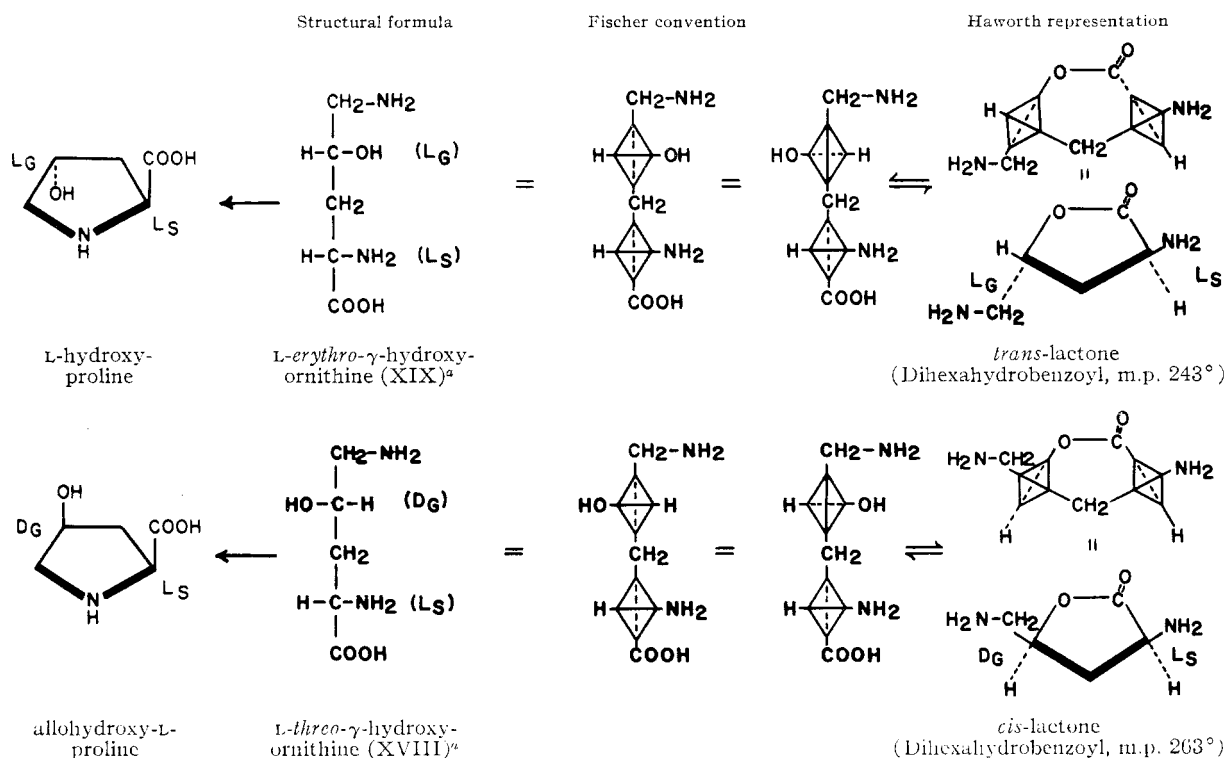 Structural formula Fischer convention Haworth representation
O
O C
CH2-NH2 CH2-NH2 CH2-NH2 H NH2
LG COOH H-C-OH (LG) H OH HO H H2N-CH2 CH2 H
OH = = ⇌ =
CH2 CH2 CH2 O C O
N H LS H NH2
H-C-NH2 (LS) H NH2 H NH2 LG LS
COOH COOH COOH H2N-CH2 H
L-hydroxy- L-erythro-γ-hydroxy- trans-lactone
proline ornithine (XIX)a (Dihexahydrobenzoyl, m.p. 243°)
O
O C
CH2-NH2 CH2-NH2 CH2-NH2 H2N-CH2 NH2
OH HO-C-H (DG) HO H H OH CH2
DG COOH H H
CH2 = CH2 = CH2 ⇌ =
N H LS O C O
H-C-NH2 (LS) H NH2 H NH2 H2N-CH2 NH2
COOH COOH COOH DG LS
H H
allohydroxy-L- L-threo-γ-hydroxy- cis-lactone
proline ornithine (XVIII)a (Dihexahydrobenzoyl, m.p. 263°)